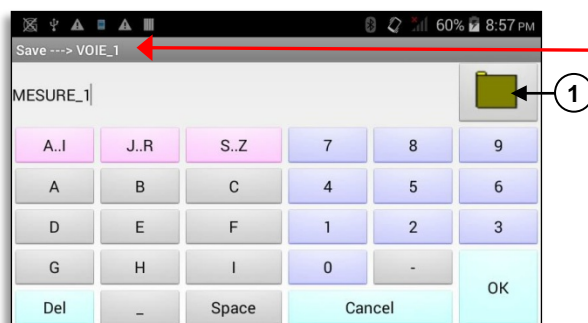 60% 8:57 PM
Save ---> VOIE_1
MESURE_1
1
A..I J..R S..Z 7 8 9
A B C 4 5 6
D E F 1 2 3
G H I 0 -
OK
Del _ Space Cancel